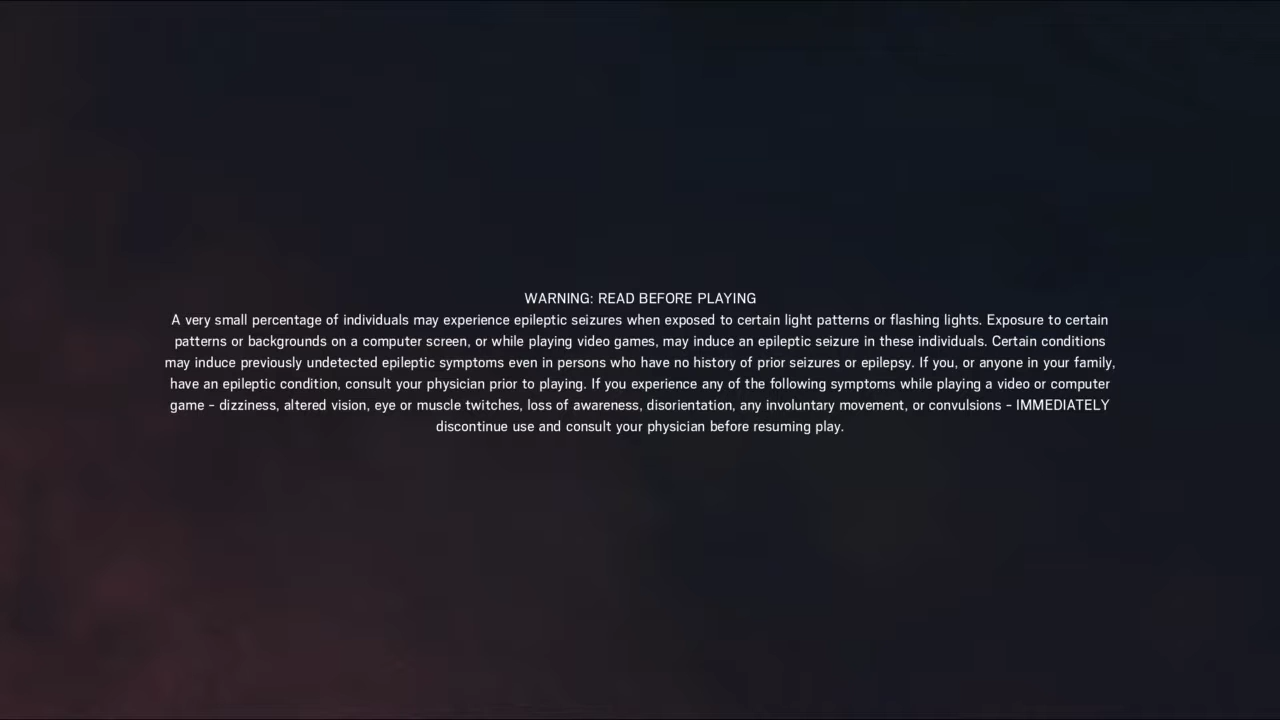 WARNING: READ BEFORE PLAYING
A very small percentage of individuals may experience epileptic seizures when exposed to certain light patterns or flashing lights. Exposure to certain
patterns or backgrounds on a computer screen, or while playing video games, may induce an epileptic seizure in these individuals. Certain conditions
may induce previously undetected epileptic symptoms even in persons who have no history of prior seizures or epilepsy. If you, or anyone in your family,
have an epileptic condition, consult your physician prior to playing. If you experience any of the following symptoms while playing a video or computer
game – dizziness, altered vision, eye or muscle twitches, loss of awareness, disorientation, any involuntary movement, or convulsions – IMMEDIATELY
discontinue use and consult your physician before resuming play.